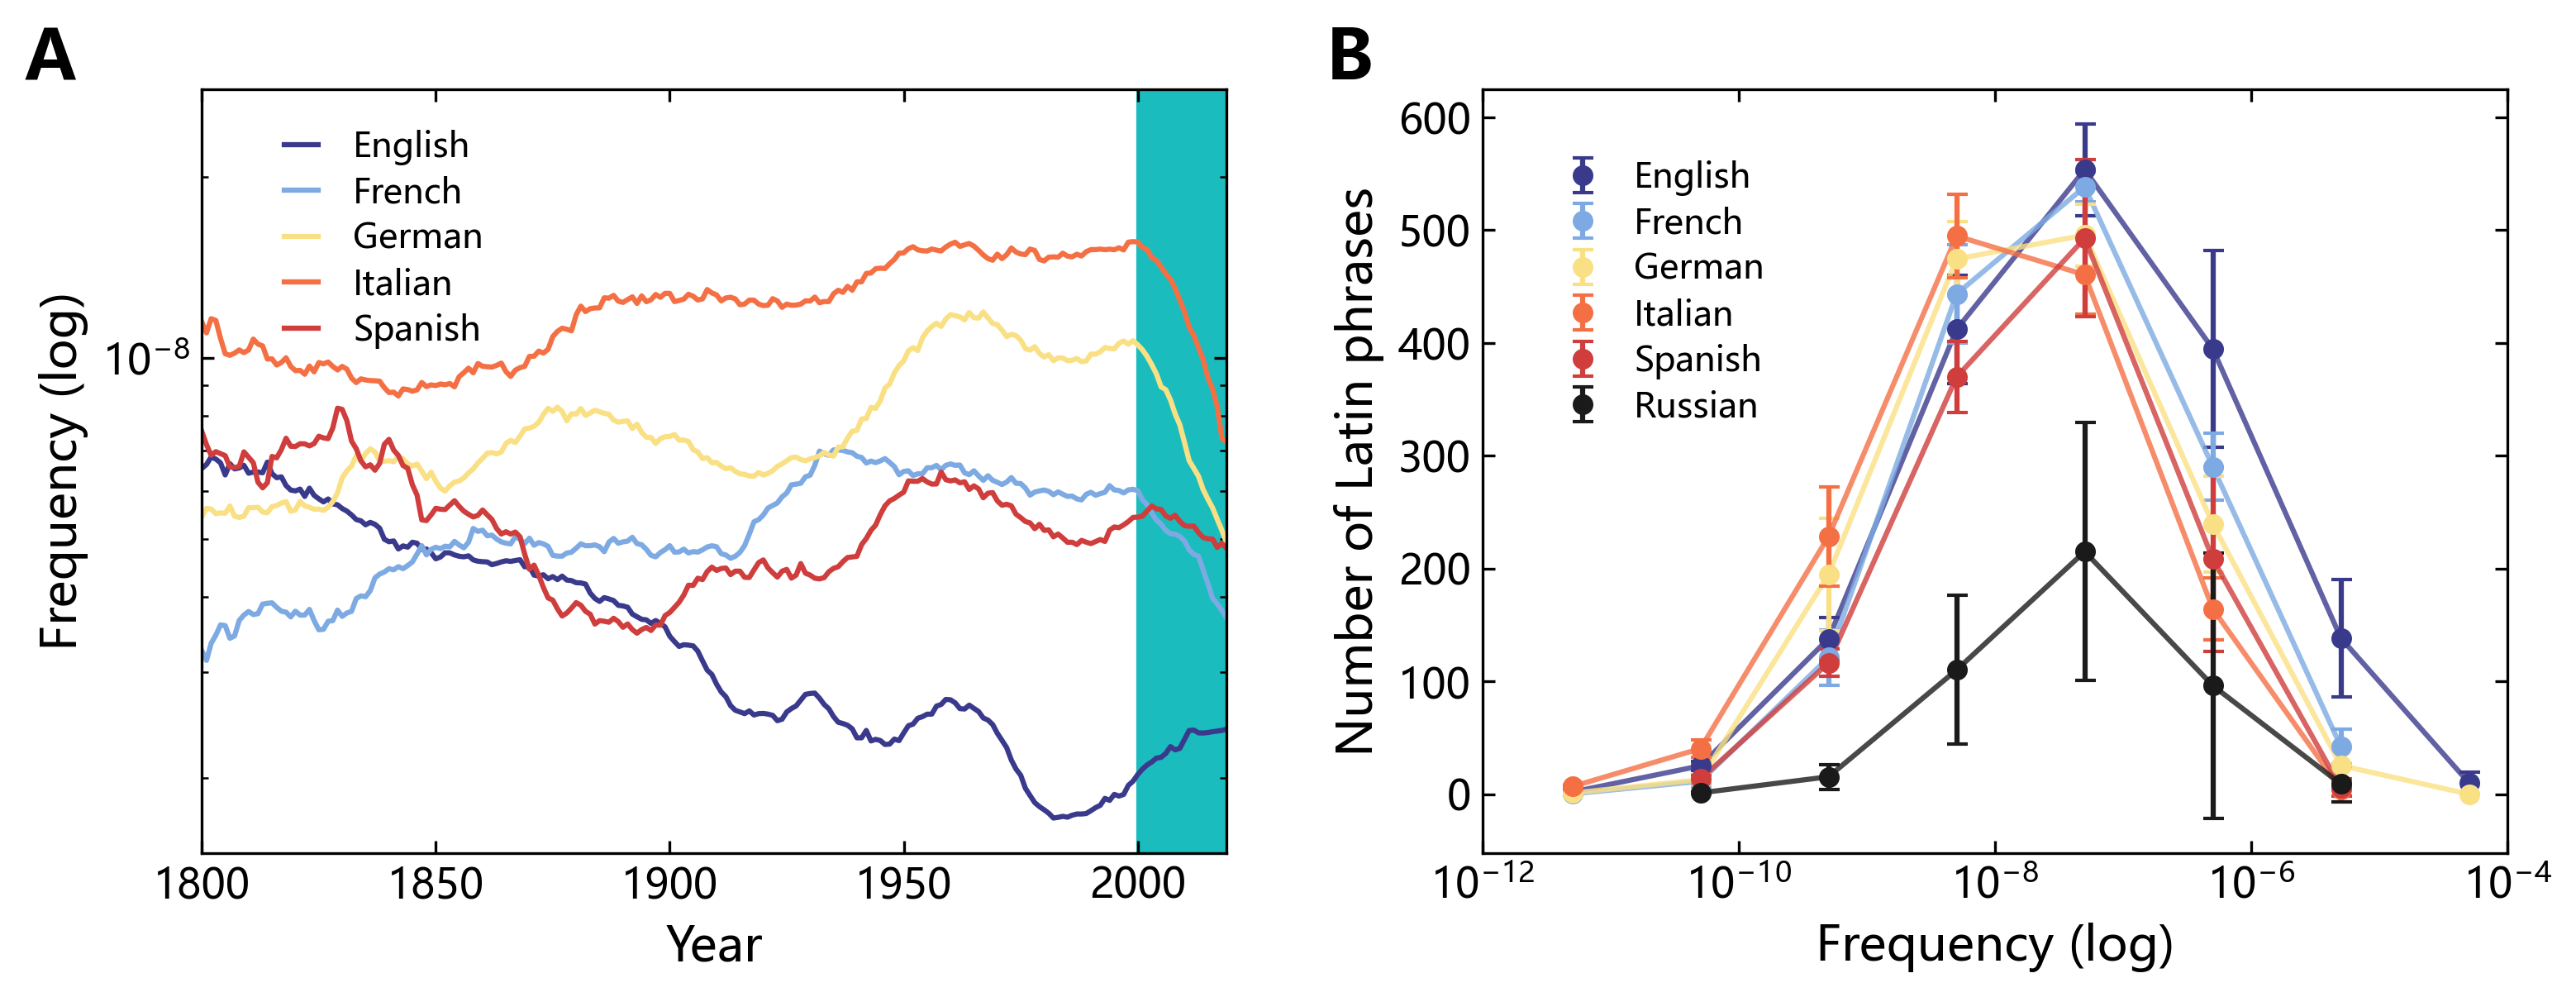 A
Frequency (log)
10⁻⁸
English
French
German
Italian
Spanish
1800 1850 1900 1950 2000
Year
B
Number of Latin phrases
600
500
400
300
200
100
0
English
French
German
Italian
Spanish
Russian
10⁻¹² 10⁻¹⁰ 10⁻⁸ 10⁻⁶ 10⁻⁴
Frequency (log)